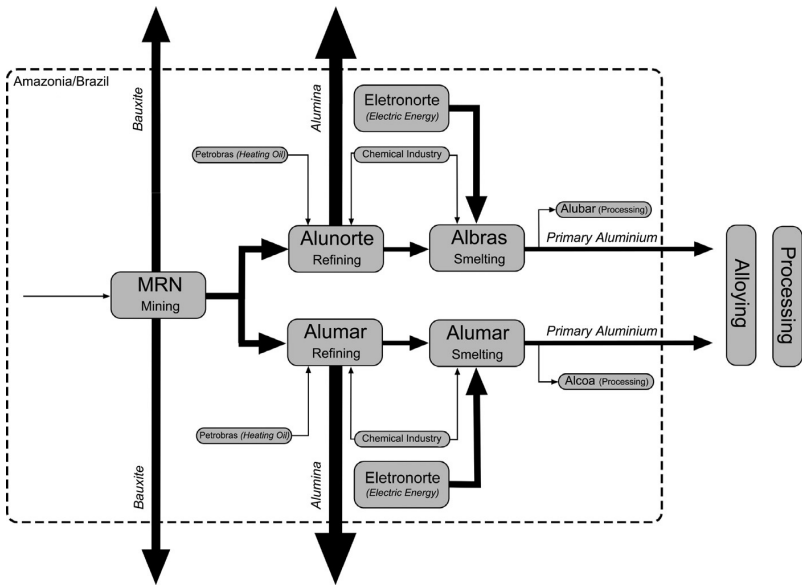 Amazonia/Brazil
Bauxite
Alumina
Eletronorte
(Electric Energy)
Petrobras (Heating Oil)
Chemical Industry
Alunorte
Refining
Albras
Smelting
Alubar (Processing)
Primary Aluminium
MRN
Mining
Alloying
Processing
Alumar
Refining
Alumar
Smelting
Primary Aluminium
Alcoa (Processing)
Petrobras (Heating Oil)
Chemical Industry
Bauxite
Alumina
Eletronorte
(Electric Energy)